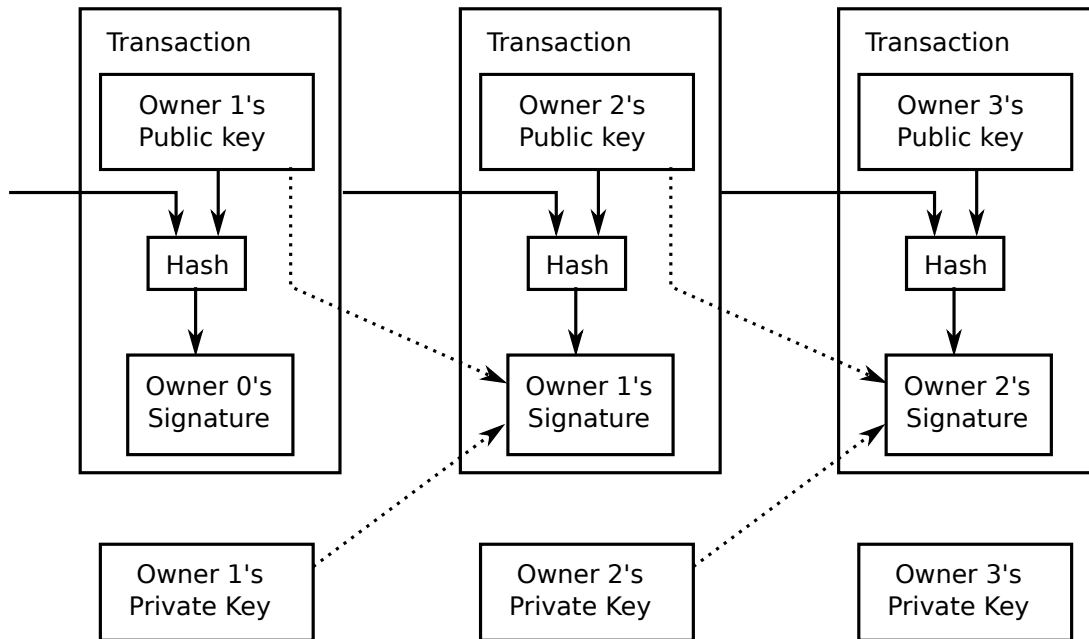 Transaction
Owner 1's
Public key
Hash
Owner 0's
Signature
Transaction
Owner 2's
Public key
Hash
Owner 1's
Signature
Transaction
Owner 3's
Public key
Hash
Owner 2's
Signature
Owner 1's
Private Key
Owner 2's
Private Key
Owner 3's
Private Key